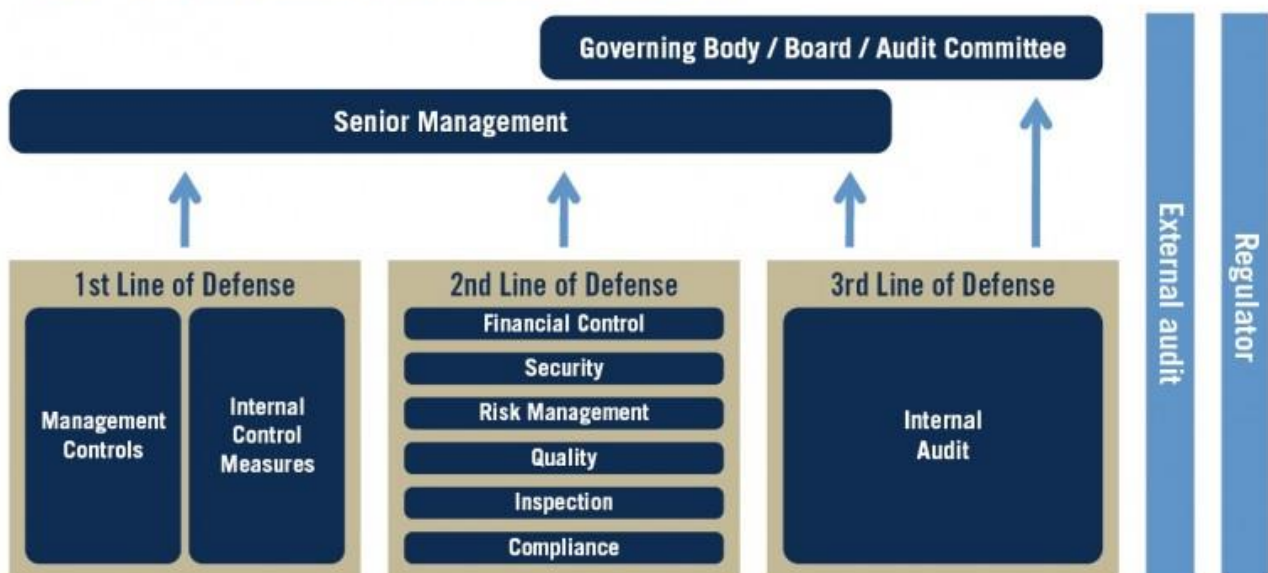 Governing Body / Board / Audit Committee
Senior Management
1st Line of Defense
Management
Controls
Internal
Control
Measures
2nd Line of Defense
Financial Control
Security
Risk Management
Quality
Inspection
Compliance
3rd Line of Defense
Internal
Audit
External audit
Regulator